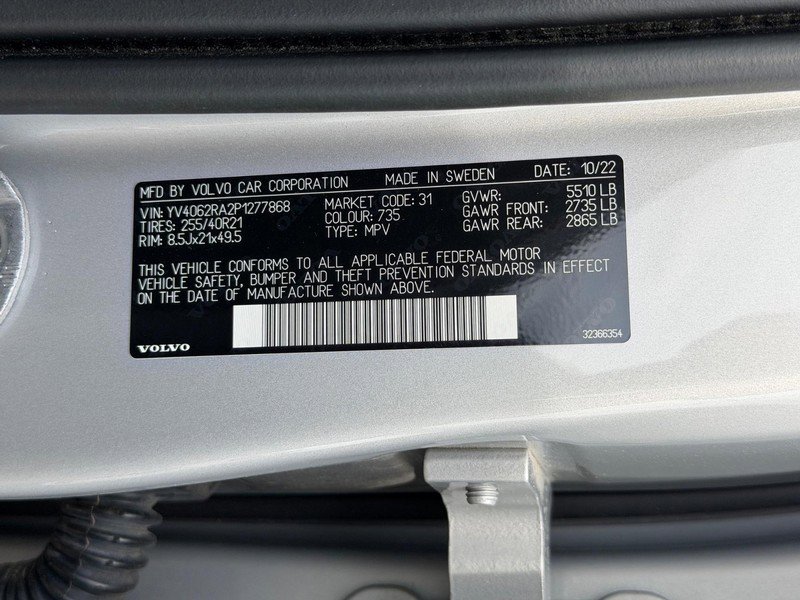 MFD BY VOLVO CAR CORPORATION MADE IN SWEDEN DATE: 10/22
VIN: YV4062RA2P1277868 MARKET CODE: 31 GVWR: 5510 LB
TIRES: 255/40R21 COLOUR: 735 GAWR FRONT: 2735 LB
RIM: 8.5Jx21x49.5 TYPE: MPV GAWR REAR: 2865 LB
THIS VEHICLE CONFORMS TO ALL APPLICABLE FEDERAL MOTOR
VEHICLE SAFETY, BUMPER AND THEFT PREVENTION STANDARDS IN EFFECT
ON THE DATE OF MANUFACTURE SHOWN ABOVE.
VOLVO 32366354